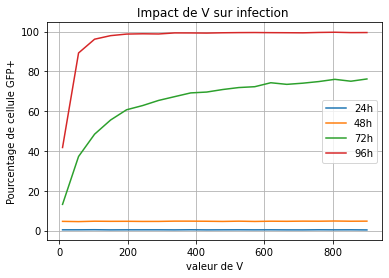 Impact de V sur infection
Pourcentage de cellule GFP+
100
80
60
40
20
0
24h
48h
72h
96h
0
200
400
600
800
valeur de V